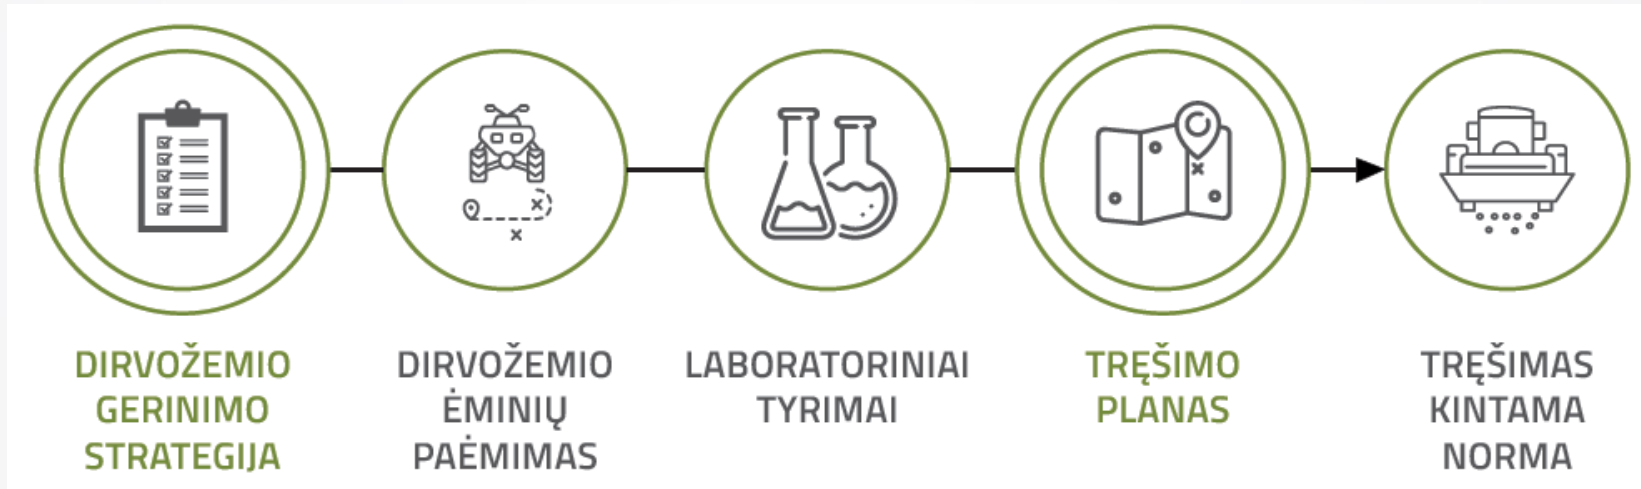 DIRVOŽEMIO
GERINIMO
STRATEGIJA
DIRVOŽEMIO
ĖMINIŲ
PAĖMIMAS
LABORATORINIAI
TYRIMAI
TRĘŠIMO
PLANAS
TRĘŠIMAS
KINTAMA
NORMA